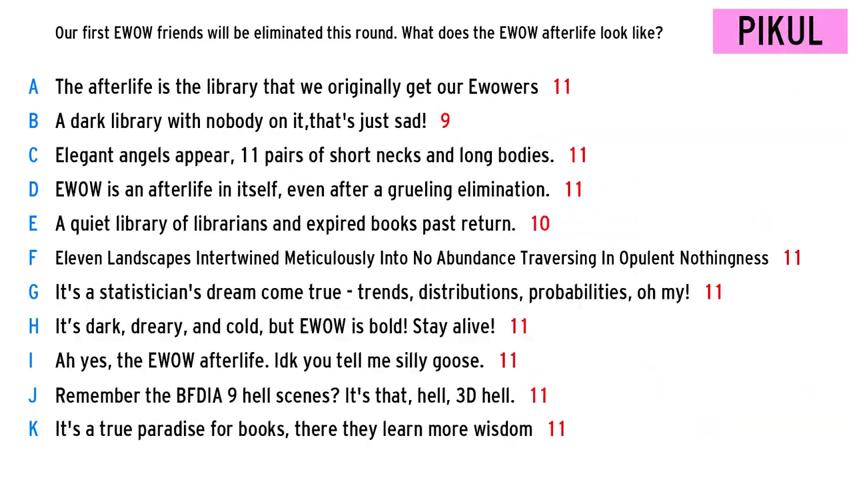 Our first EWOW friends will be eliminated this round. What does the EWOW afterlife look like?
PIKUL
A The afterlife is the library that we originally get our Ewowers 11
B A dark library with nobody on it,that's just sad! 9
C Elegant angels appear, 11 pairs of short necks and long bodies. 11
D EWOW is an afterlife in itself, even after a grueling elimination. 11
E A quiet library of librarians and expired books past return. 10
F Eleven Landscapes Intertwined Meticulously Into No Abundance Traversing In Opulent Nothingness 11
G It's a statistician's dream come true - trends, distributions, probabilities, oh my! 11
H It’s dark, dreary, and cold, but EWOW is bold! Stay alive! 11
I Ah yes, the EWOW afterlife. Idk you tell me silly goose. 11
J Remember the BFDIA 9 hell scenes? It's that, hell, 3D hell. 11
K It's a true paradise for books, there they learn more wisdom 11